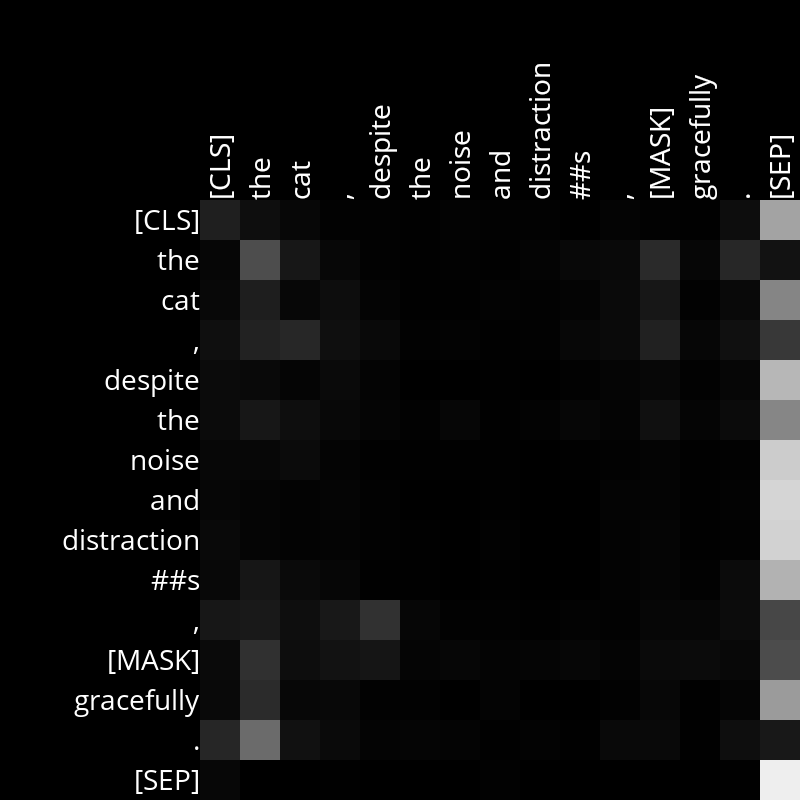 [CLS] the cat , despite the noise and distraction ##s , [MASK] gracefully . [SEP]
[CLS]
the
cat
,
despite
the
noise
and
distraction
##s
,
[MASK]
gracefully
.
[SEP]